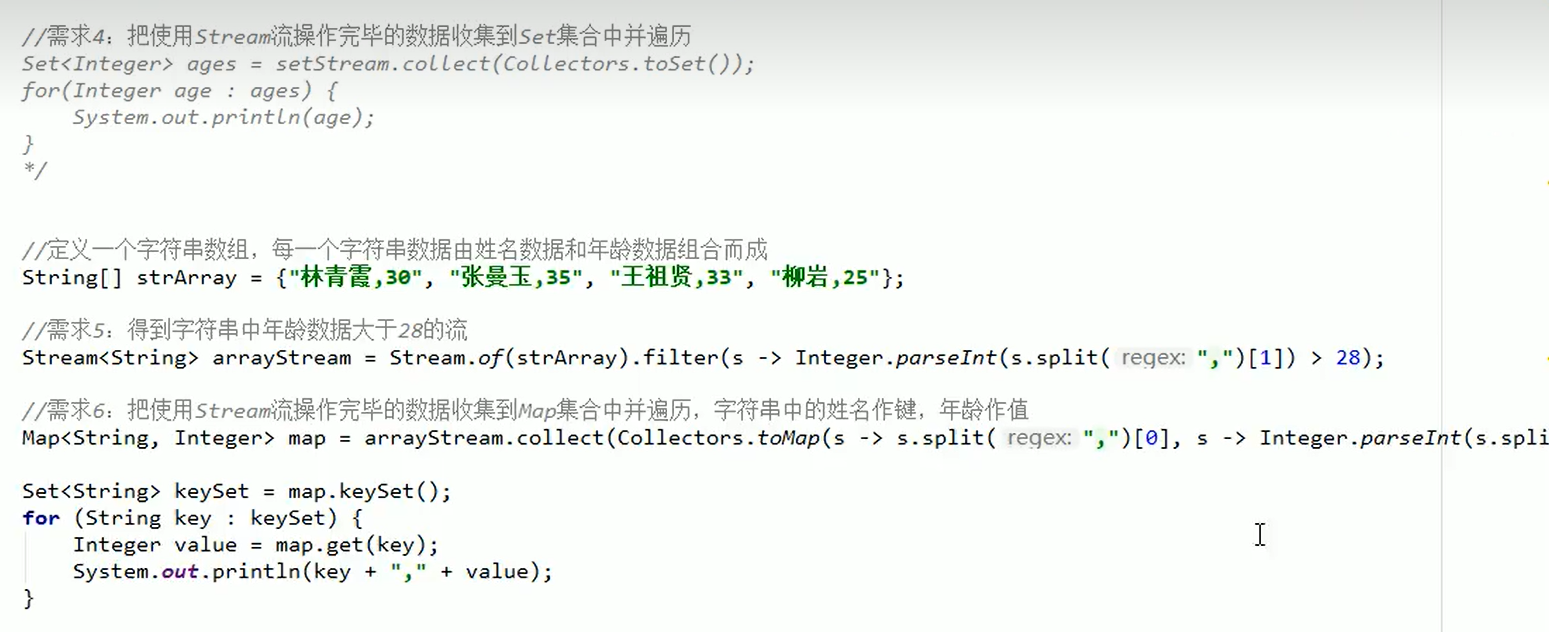 //需求4：把使用Stream流操作完毕的数据收集到Set集合中并遍历
Set<Integer> ages = setStream.collect(Collectors.toSet());
for(Integer age : ages) {
    System.out.println(age);
}
*/
//定义一个字符串数组，每一个字符串数据由姓名数据和年龄数据组合而成
String[] strArray = {"林青霞,30", "张曼玉,35", "王祖贤,33", "柳岩,25"};
//需求5：得到字符串中年龄数据大于28的流
Stream<String> arrayStream = Stream.of(strArray).filter(s -> Integer.parseInt(s.split( regex: ",")[1]) > 28);
//需求6：把使用Stream流操作完毕的数据收集到Map集合中并遍历，字符串中的姓名作键，年龄作值
Map<String, Integer> map = arrayStream.collect(Collectors.toMap(s -> s.split( regex: ",")[0], s -> Integer.parseInt(s.spli
Set<String> keySet = map.keySet();
for (String key : keySet) {
    Integer value = map.get(key);
    System.out.println(key + "," + value);
}